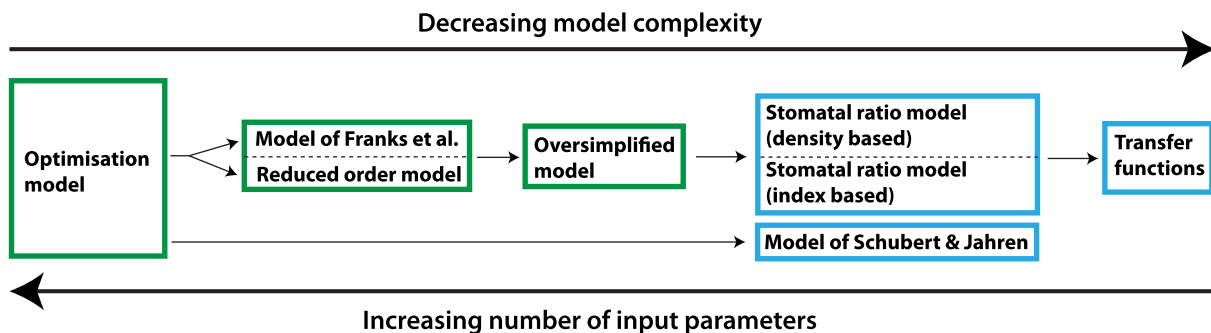 Decreasing model complexity
Optimisation
model
Model of Franks et al.
Reduced order model
Oversimplified
model
Stomatal ratio model
(density based)
Stomatal ratio model
(index based)
Transfer
functions
Model of Schubert & Jahren
Increasing number of input parameters